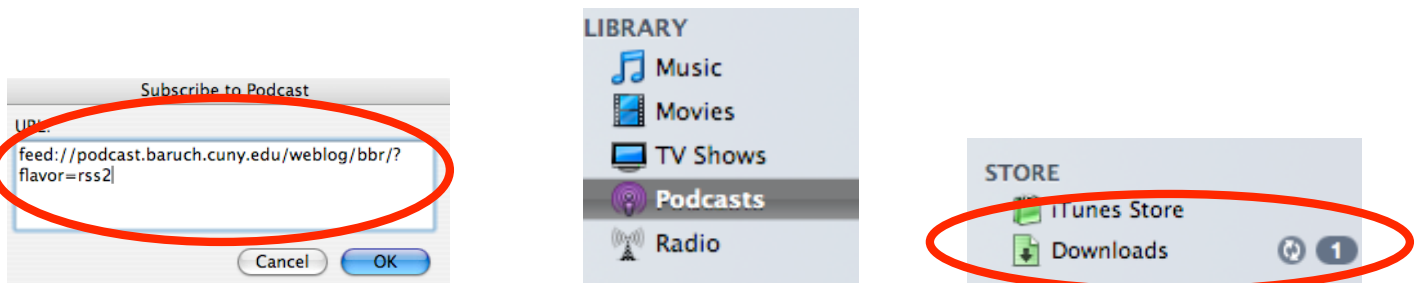 Subscribe to Podcast
URL:
feed://podcast.baruch.cuny.edu/weblog/bbr/?
flavor=rss2
Cancel OK
LIBRARY
Music
Movies
TV Shows
Podcasts
Radio
STORE
iTunes Store
Downloads 1